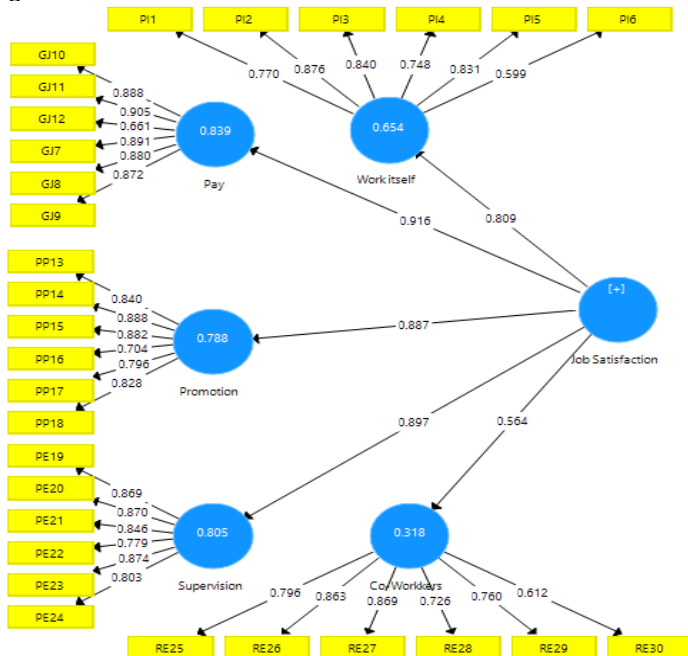 PI1
PI2
PI3
PI4
PI5
PI6
0.770
0.876
0.840
0.748
0.831
0.599
GJ10
GJ11
GJ12
GJ7
GJ8
GJ9
0.888
0.905
0.661
0.891
0.880
0.872
0.839
Pay
0.654
Work itself
0.916
0.809
[+]
Job Satisfaction
PP13
PP14
PP15
PP16
PP17
PP18
0.840
0.888
0.882
0.704
0.796
0.828
0.788
Promotion
0.887
0.897
0.564
PE19
PE20
PE21
PE22
PE23
PE24
0.869
0.870
0.846
0.779
0.874
0.803
0.805
Supervision
0.318
Co-Workkers
0.796
0.863
0.869
0.726
0.760
0.612
RE25
RE26
RE27
RE28
RE29
RE30